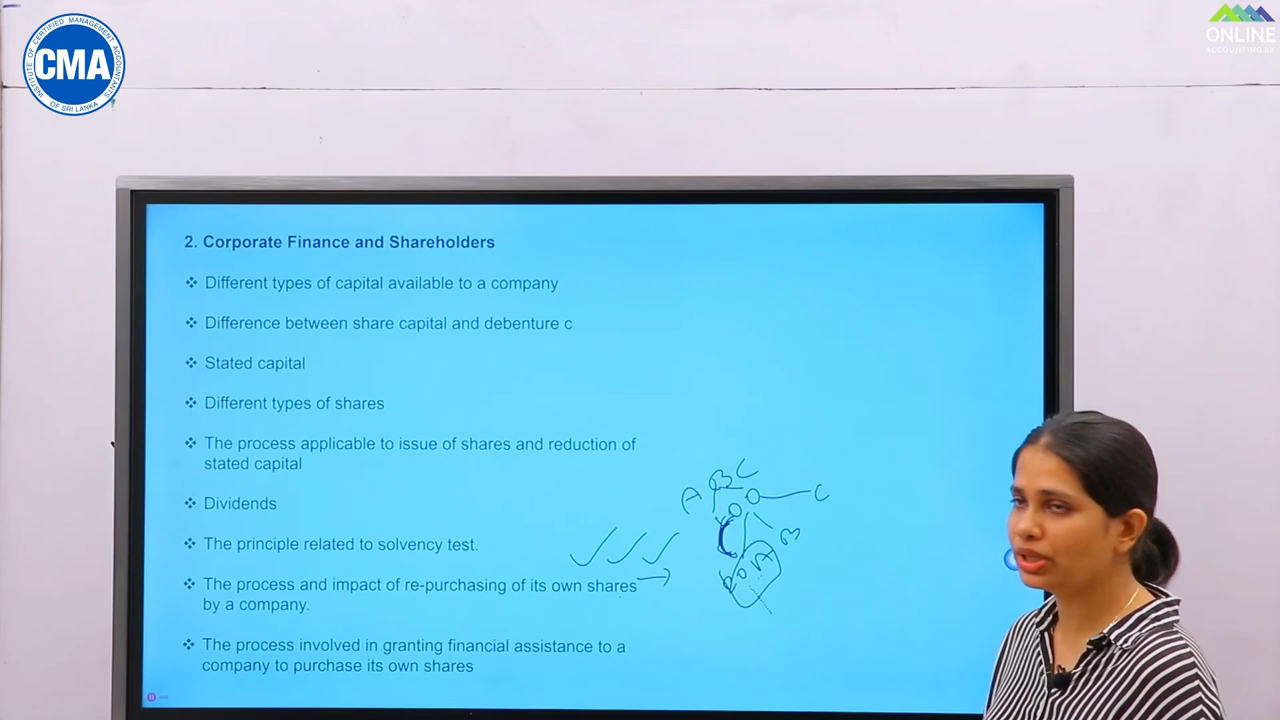 INSTITUTE OF CERTIFIED MANAGEMENT ACCOUNTANTS
CMA
OF SRI LANKA
ONLINE
ACCOUNTING.LK
2. Corporate Finance and Shareholders
❖ Different types of capital available to a company
❖ Difference between share capital and debenture c
❖ Stated capital
❖ Different types of shares
❖ The process applicable to issue of shares and reduction of
stated capital
❖ Dividends
❖ The principle related to solvency test.
❖ The process and impact of re-purchasing of its own shares
by a company.
❖ The process involved in granting financial assistance to a
company to purchase its own shares
A B C
C
B